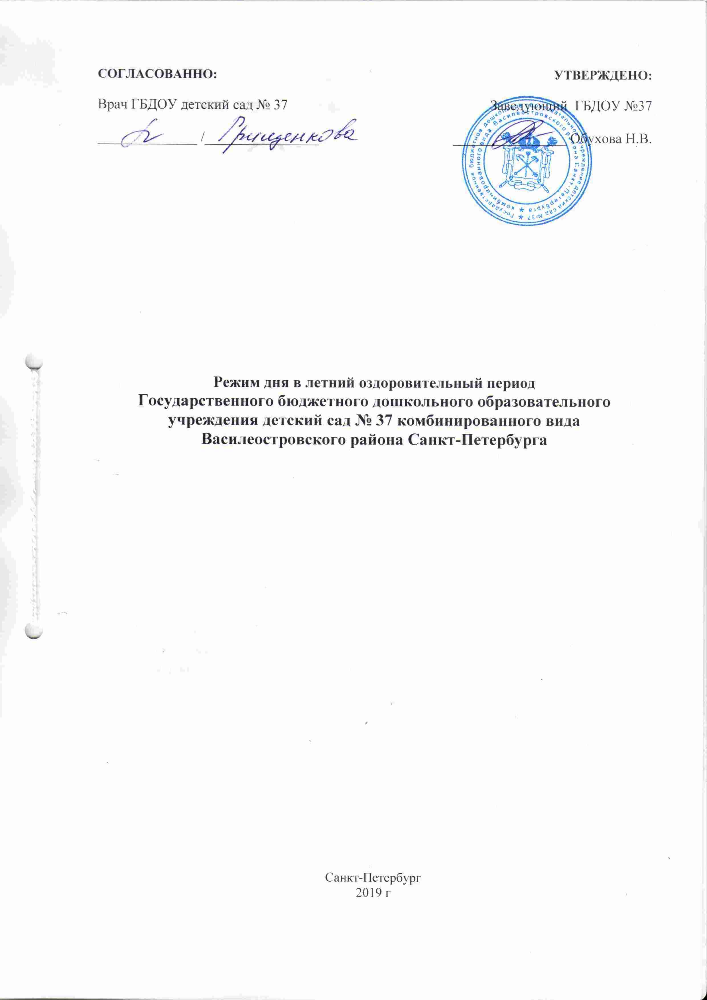 СОГЛАСОВАННО:
Врач ГБДОУ детский сад № 37
/ Грищенкова
УТВЕРЖДЕНО:
Заведующий ГБДОУ №37
Обухова Н.В.
Государственное бюджетное дошкольное образовательное учреждение детский сад №37
комбинированного вида Василеостровского района Санкт-Петербурга
Режим дня в летний оздоровительный период
Государственного бюджетного дошкольного образовательного
учреждения детский сад № 37 комбинированного вида
Василеостровского района Санкт-Петербурга
Санкт-Петербург
2019 г